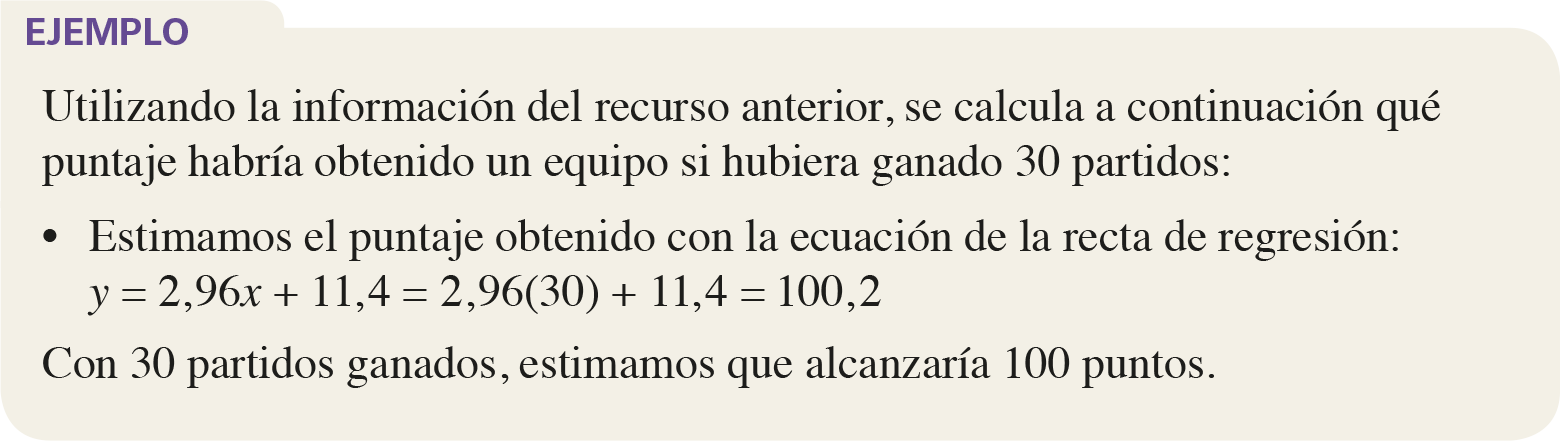 EJEMPLO
Utilizando la información del recurso anterior, se calcula a continuación qué
puntaje habría obtenido un equipo si hubiera ganado 30 partidos:
• Estimamos el puntaje obtenido con la ecuación de la recta de regresión:
y = 2,96x + 11,4 = 2,96(30) + 11,4 = 100,2
Con 30 partidos ganados, estimamos que alcanzaría 100 puntos.